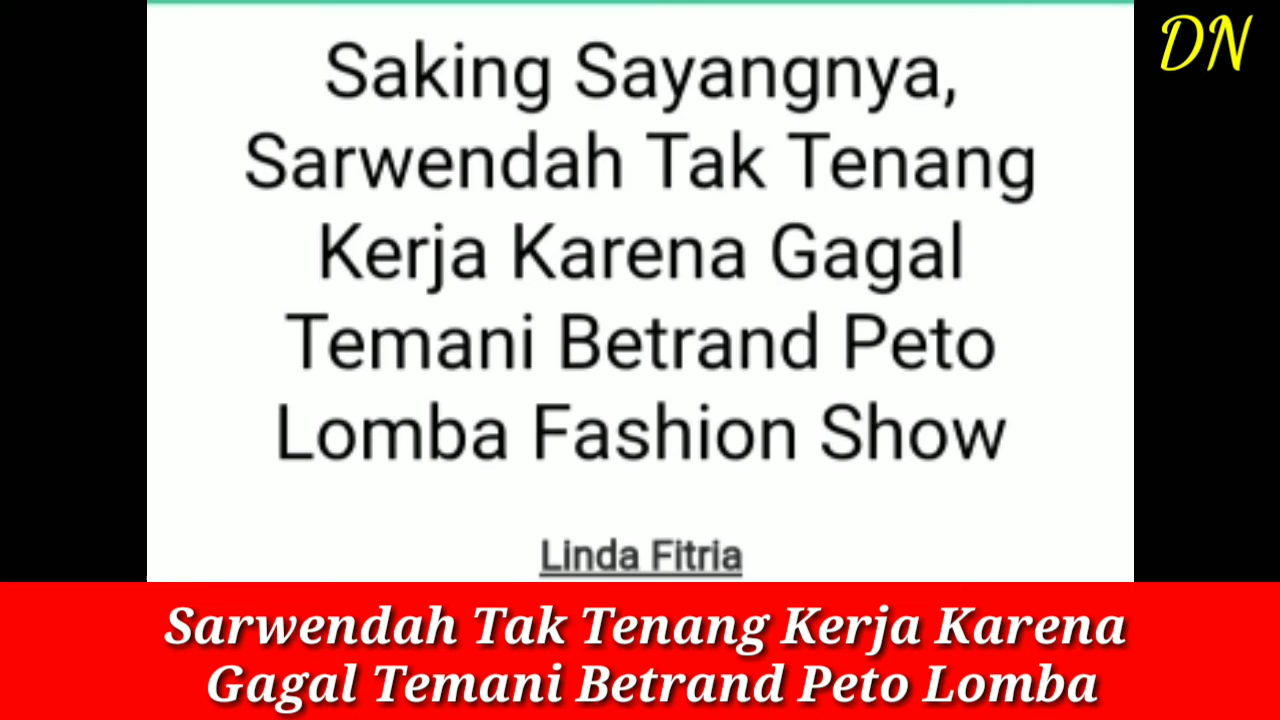 DN
Saking Sayangnya,
Sarwendah Tak Tenang
Kerja Karena Gagal
Temani Betrand Peto
Lomba Fashion Show
Linda Fitria
Sarwendah Tak Tenang Kerja Karena
Gagal Temani Betrand Peto Lomba